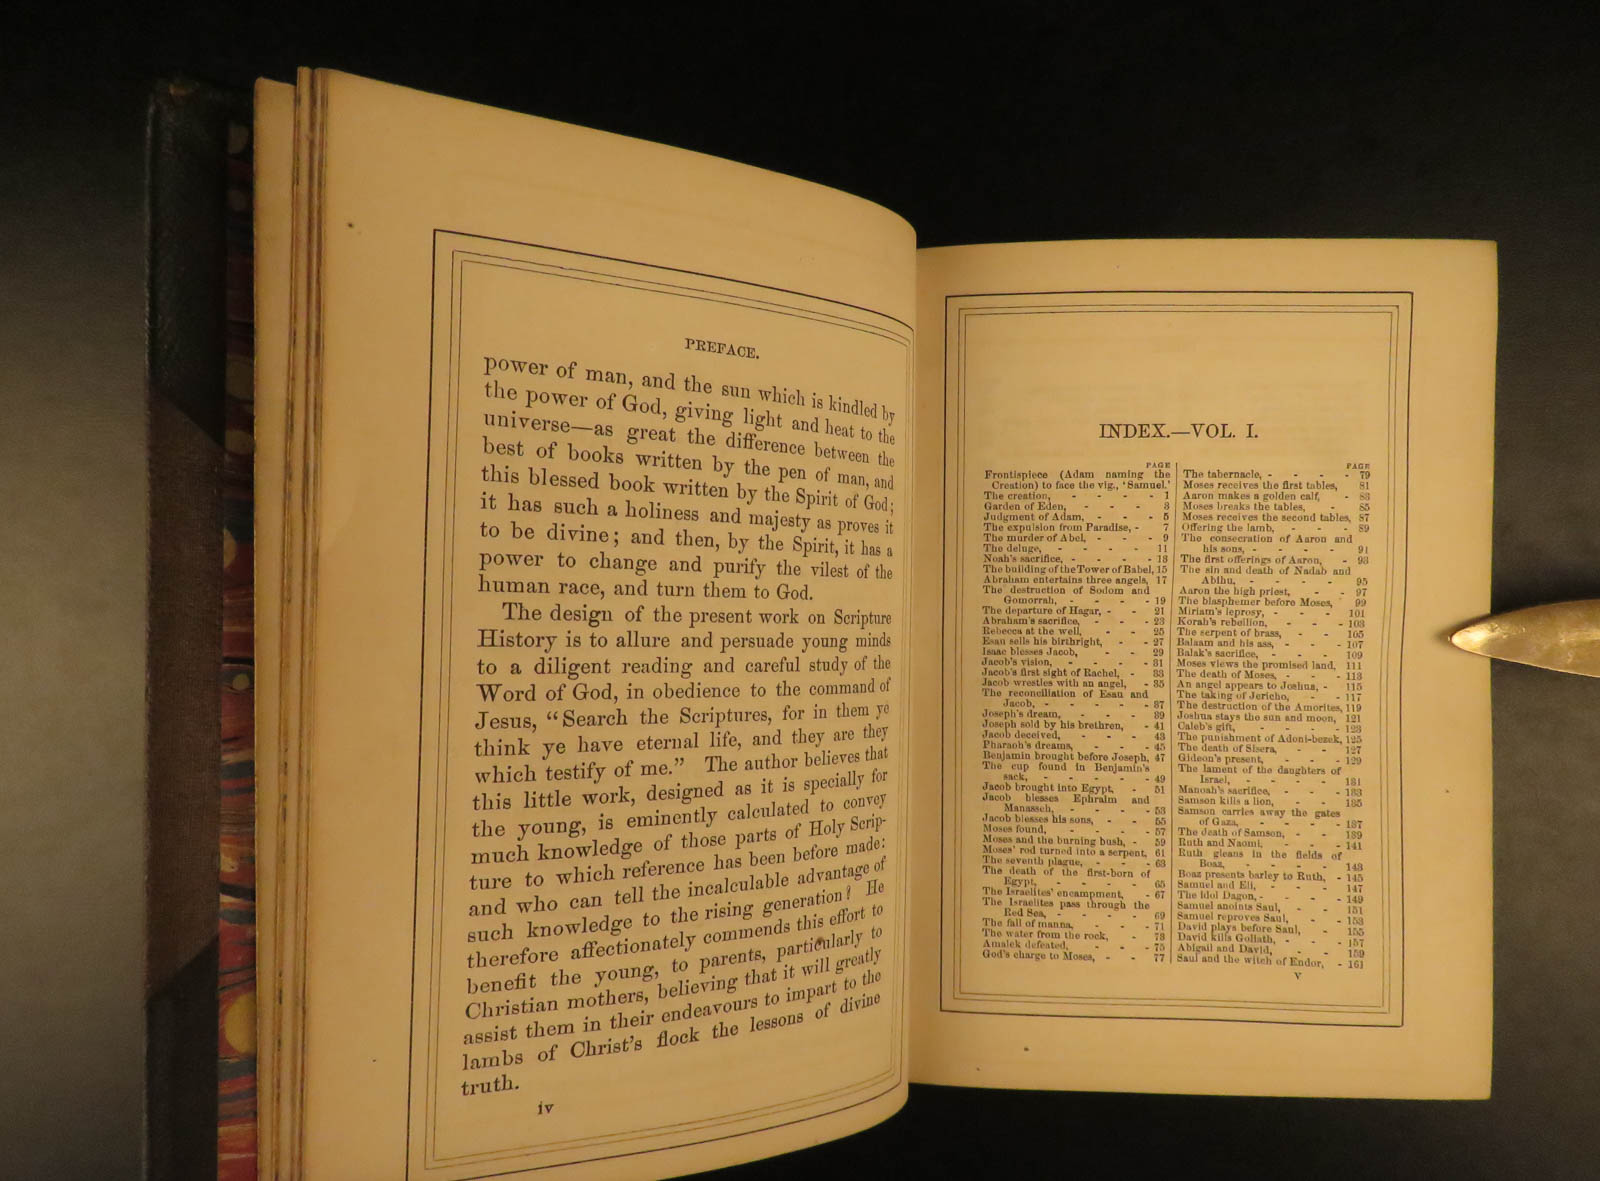 PREFACE.
power of man, and the sun which is kindled by
the power of God, giving light and heat to the
universe—as great the difference between the
best of books written by the pen of man, and
this blessed book written by the Spirit of God;
it has such a holiness and majesty as proves it
to be divine; and then, by the Spirit, it has a
power to change and purify the vilest of the
human race, and turn them to God.
The design of the present work on Scripture
History is to allure and persuade young minds
to a diligent reading and careful study of the
Word of God, in obedience to the command of
Jesus, “Search the Scriptures, for in them ye
think ye have eternal life, and they are they
which testify of me.” The author believes that
this little work, designed as it is specially for
the young, is eminently calculated to convey
much knowledge of those parts of Holy Scrip-
ture to which reference has been before made:
and who can tell the incalculable advantage of
such knowledge to the rising generation? He
therefore affectionately commends this effort to
benefit the young, to parents, particularly to
Christian mothers, believing that it will greatly
assist them in their endeavours to impart to the
lambs of Christ's flock the lessons of divine
truth.
iv
INDEX.—VOL. I.
PAGE
Frontispiece (Adam naming the
Creation) to face the vig., ‘Samuel.’
The creation, - - - - 1
Garden of Eden, - - - 3
Judgment of Adam, - - - 5
The expulsion from Paradise, - 7
The murder of Abel, - - - 9
The deluge, - - - - 11
Noah's sacrifice, - - - - 13
The building of the Tower of Babel, 15
Abraham entertains three angels, 17
The destruction of Sodom and
Gomorrah, - - - - 19
The departure of Hagar, - - 21
Abraham's sacrifice, - - - 23
Rebecca at the well, - - 25
Esau sells his birthright, - - 27
Isaac blesses Jacob, - - 29
Jacob's vision, - - - - 31
Jacob's first sight of Rachel, - 33
Jacob wrestles with an angel, - 35
The reconciliation of Esau and
Jacob, - - - - - 37
Joseph's dream, - - - 39
Joseph sold by his brethren, - 41
Jacob deceived, - - - 43
Pharaoh's dreams, - - - 45
Benjamin brought before Joseph, 47
The cup found in Benjamin's
sack, - - - - - 49
Jacob brought into Egypt, - 51
Jacob blesses Ephraim and
Manasseh, - - - - 53
Jacob blesses his sons, - - 55
Moses found, - - - - 57
Moses and the burning bush, - 59
Moses' rod turned into a serpent, 61
The seventh plague, - - - 63
The death of the first-born of
Egypt, - - - - 65
The Israelites' encampment, - 67
The Israelites pass through the
Red Sea, - - - - 69
The fall of manna, - - - 71
The water from the rock, - - 73
Amalek defeated, - - - 75
God's charge to Moses, - - 77
PAGE
The tabernacle, - - - - 79
Moses receives the first tables, 81
Aaron makes a golden calf, - 83
Moses breaks the tables, - 85
Moses receives the second tables, 87
Offering the lamb, - - - 89
The consecration of Aaron and
his sons, - - - - 91
The first offerings of Aaron, - 93
The sin and death of Nadab and
Abihu, - - - - 95
Aaron the high priest, - - 97
The blasphemer before Moses, 99
Miriam's leprosy, - - - 101
Korah's rebellion, - - - 103
The serpent of brass, - - 105
Balaam and his ass, - - - 107
Balak's sacrifice, - - - 109
Moses views the promised land, 111
The death of Moses, - - - 113
An angel appears to Joshua, - 115
The taking of Jericho, - - 117
The destruction of the Amorites, 119
Joshua stays the sun and moon, 121
Caleb's gift, - - - - 123
The punishment of Adoni-bezek, 125
The death of Sisera, - - 127
Gideon's present, - - - 129
The lament of the daughters of
Israel, - - - - 131
Manoah's sacrifice, - - - 133
Samson kills a lion, - - 135
Samson carries away the gates
of Gaza, - - - - 137
The death of Samson, - - 139
Ruth and Naomi, - - - 141
Ruth gleans in the fields of
Boaz, - - - - 143
Boaz presents barley to Ruth, - 145
Samuel and Eli, - - - 147
The idol Dagon, - - - - 149
Samuel anoints Saul, - - 151
Samuel reproves Saul, - - 153
David plays before Saul, - 155
David kills Goliath, - - - 157
Abigail and David, - - 159
Saul and the witch of Endor, - 161
v